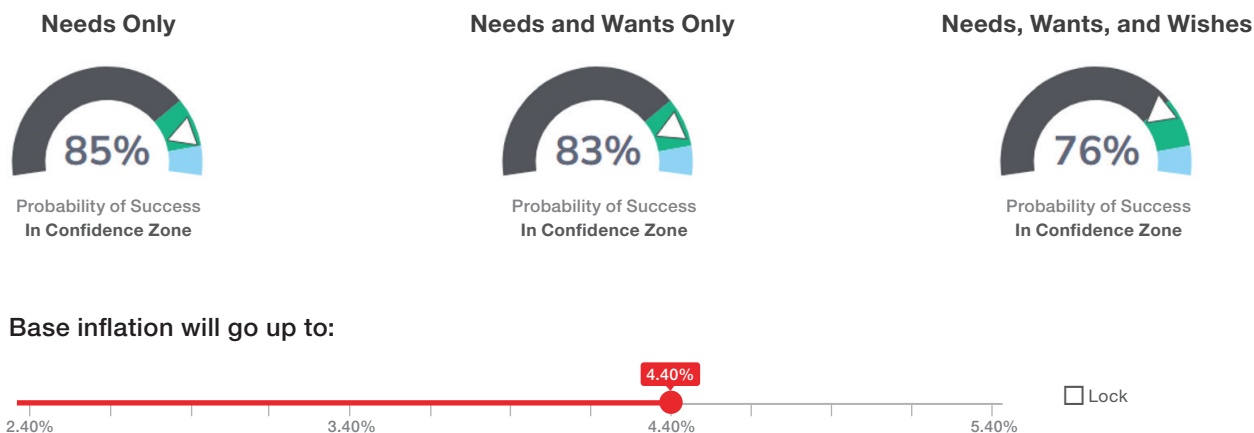 Needs Only
Needs and Wants Only
Needs, Wants, and Wishes
85%
83%
76%
Probability of Success
In Confidence Zone
Probability of Success
In Confidence Zone
Probability of Success
In Confidence Zone
Base inflation will go up to:
4.40%
Lock
2.40%
3.40%
4.40%
5.40%